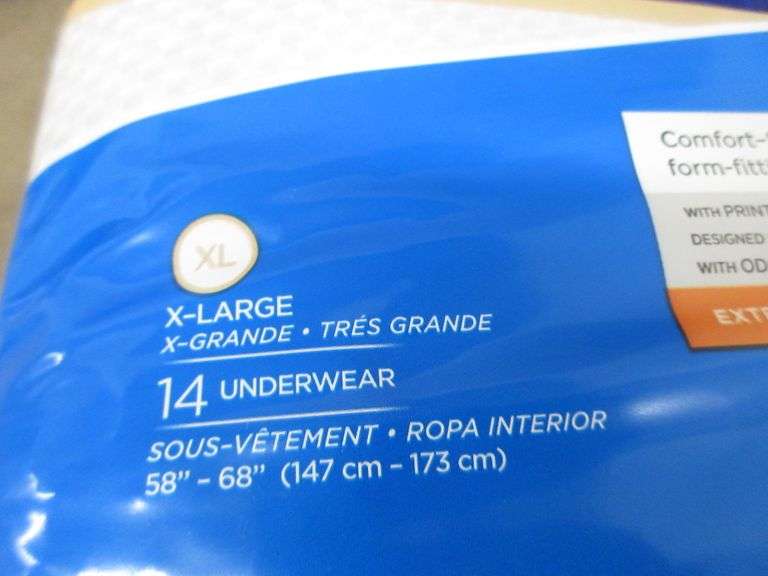 XL
X-LARGE
X-GRANDE • TRÉS GRANDE
14 UNDERWEAR
SOUS-VÊTEMENT • ROPA INTERIOR
58” – 68” (147 cm – 173 cm)
Comfort-
form-fitt
WITH PRINT
DESIGNED
WITH OD
EXT